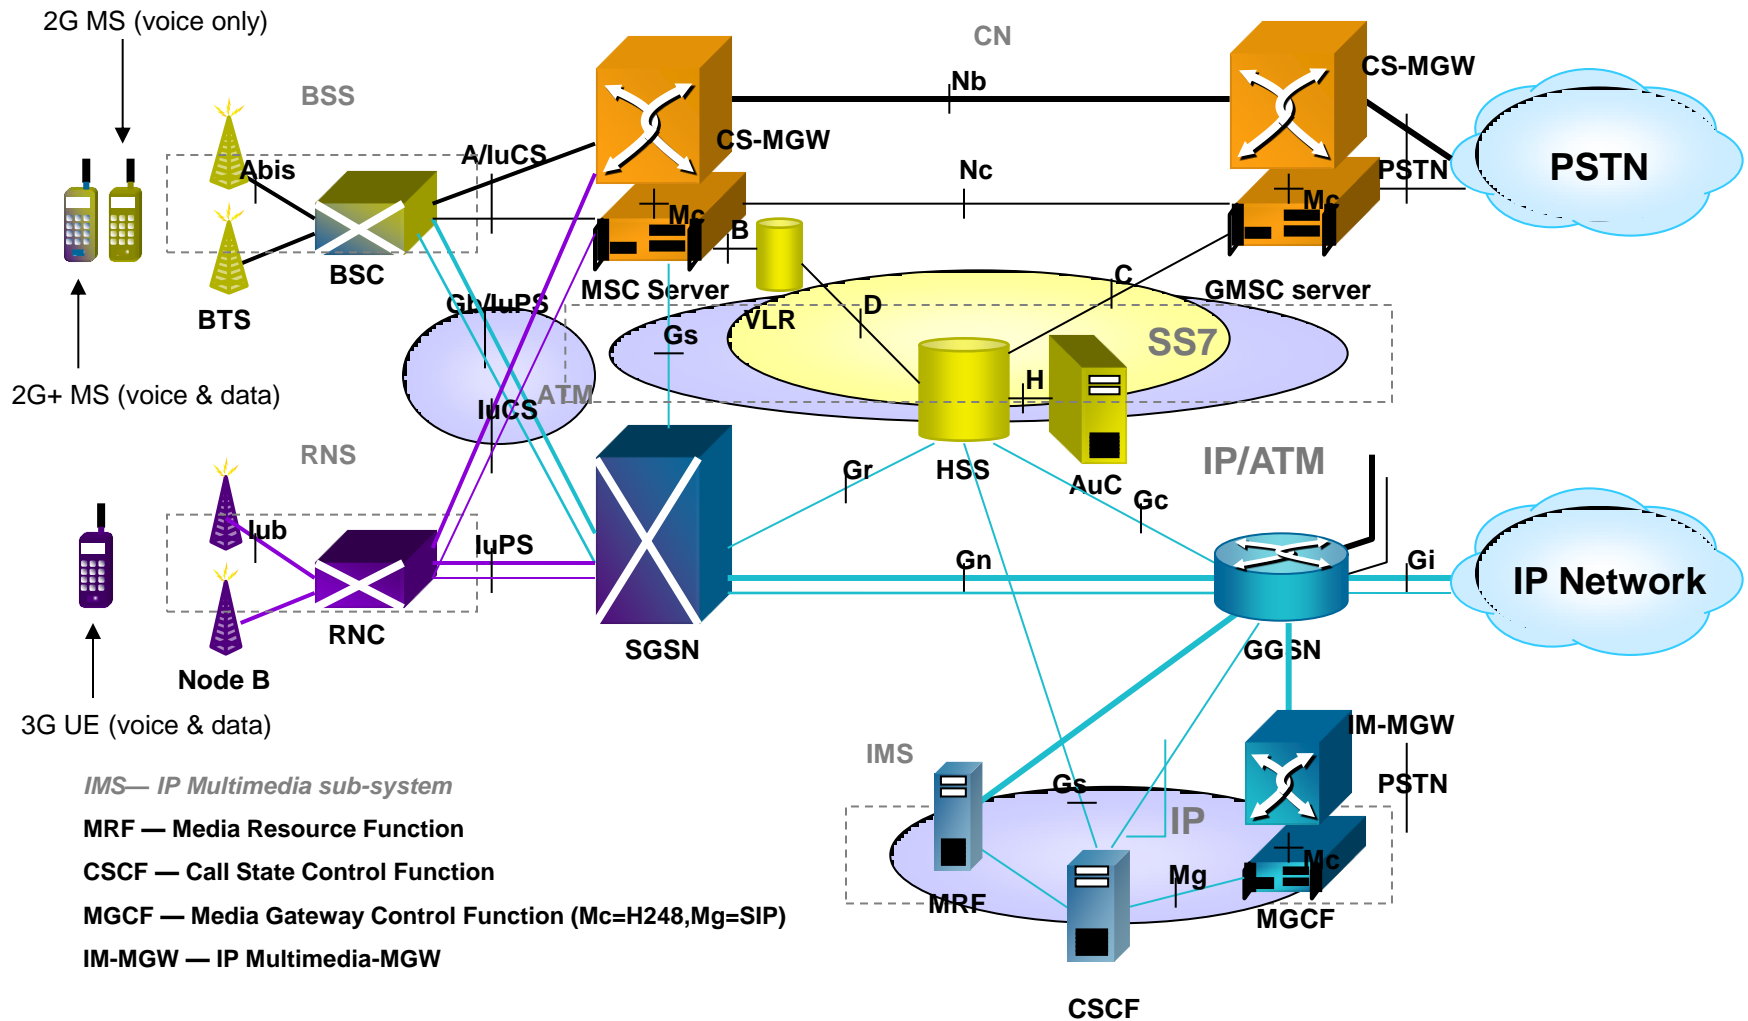 2G MS (voice only)
CN
CS-MGW
BSS
Nb
CS-MGW
A/IuCS
Abis
Nc
PSTN
PSTN
Mc
Mc
B
BSC
MSC Server
C
GMSC server
Gb/IuPS
D
BTS
VLR
Gs
SS7
H
2G+ MS (voice & data)
ATM
IuCS
RNS
Gr
HSS
IP/ATM
AuC
Gc
Iub
IuPS
Gn
Gi
IP Network
RNC
SGSN
GGSN
Node B
3G UE (voice & data)
IM-MGW
IMS
Gs
PSTN
IMS— IP Multimedia sub-system
IP
MRF — Media Resource Function
Mc
CSCF — Call State Control Function
Mg
MRF
MGCF
MGCF — Media Gateway Control Function (Mc=H248,Mg=SIP)
IM-MGW — IP Multimedia-MGW
CSCF